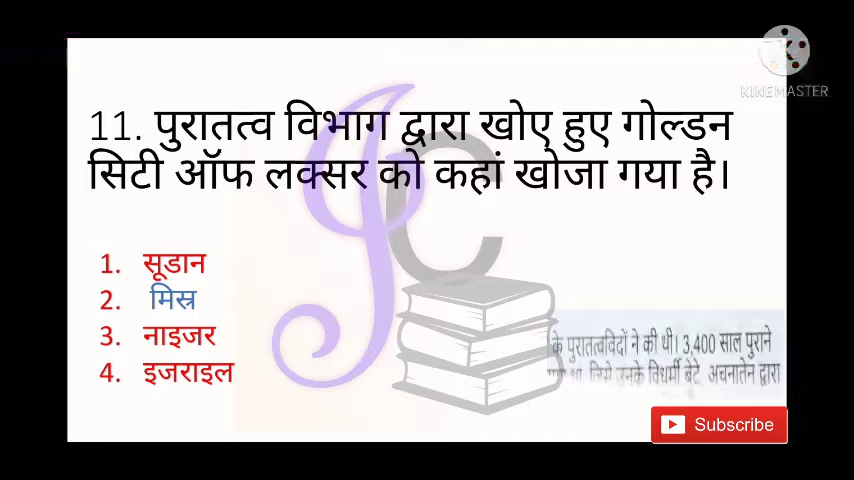 KINEMASTER
11. पुरातत्व विभाग द्वारा खोए हुए गोल्डन
सिटी ऑफ लक्सर को कहां खोजा गया है।
1. सूडान
2. मिस्र
3. नाइजर
4. इजराइल
के पुरातत्वविदों ने की थी। 3,400 साल पुराने
उनके विधर्मी बेटे, अचनातेन द्वारा
Subscribe